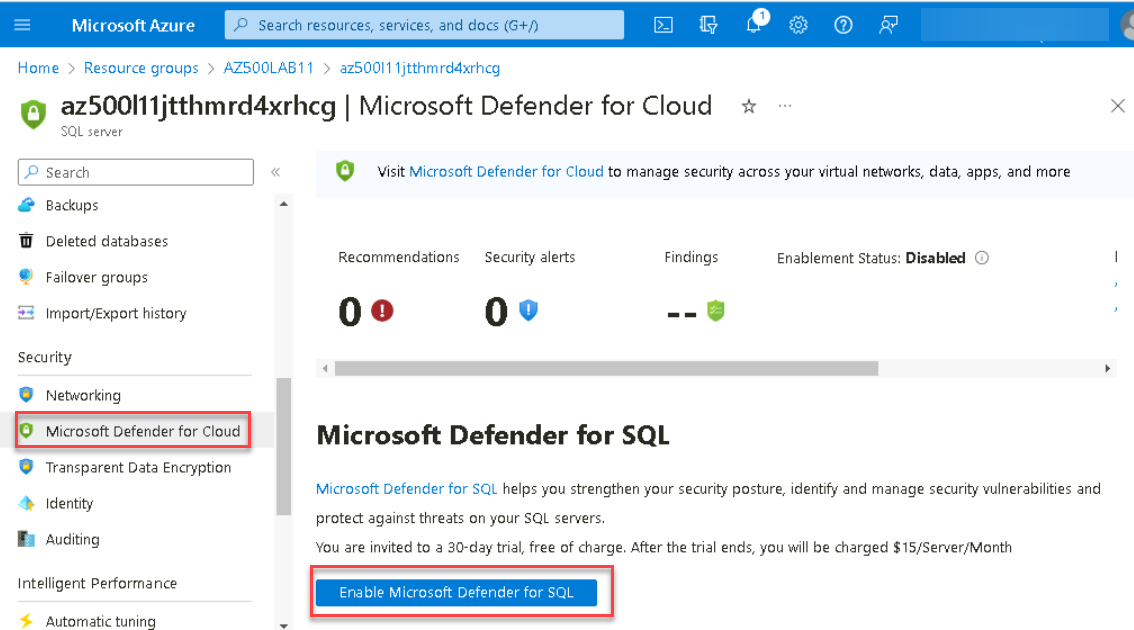 Microsoft Azure
Search resources, services, and docs (G+/)
1
Home > Resource groups > AZ500LAB11 > az500l11jtthmrd4xrhcg
az500l11jtthmrd4xrhcg | Microsoft Defender for Cloud
SQL server
Search
Visit Microsoft Defender for Cloud to manage security across your virtual networks, data, apps, and more
Backups
Deleted databases
Failover groups
Import/Export history
Security
Networking
Microsoft Defender for Cloud
Transparent Data Encryption
Identity
Auditing
Intelligent Performance
Automatic tuning
Recommendations
0
Security alerts
0
Findings
--
Enablement Status: Disabled
Microsoft Defender for SQL
Microsoft Defender for SQL helps you strengthen your security posture, identify and manage security vulnerabilities and
protect against threats on your SQL servers.
You are invited to a 30-day trial, free of charge. After the trial ends, you will be charged $15/Server/Month
Enable Microsoft Defender for SQL